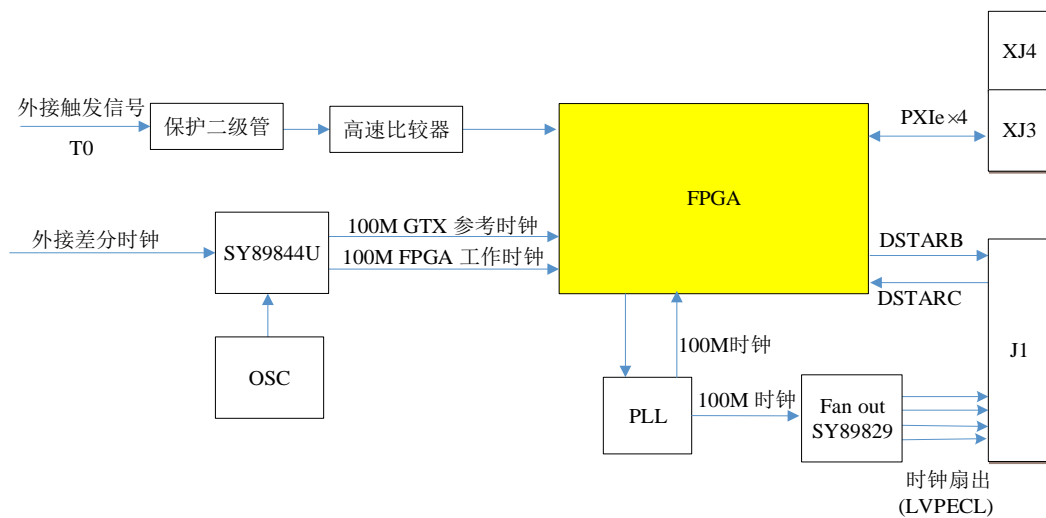 XJ4
外接触发信号
T0
保护二级管
高速比较器
PXIe×4
XJ3
FPGA
外接差分时钟
SY89844U
100M GTX 参考时钟
100M FPGA 工作时钟
DSTARB
DSTARC
OSC
100M时钟
J1
PLL
100M 时钟
Fan out
SY89829
时钟扇出
(LVPECL)